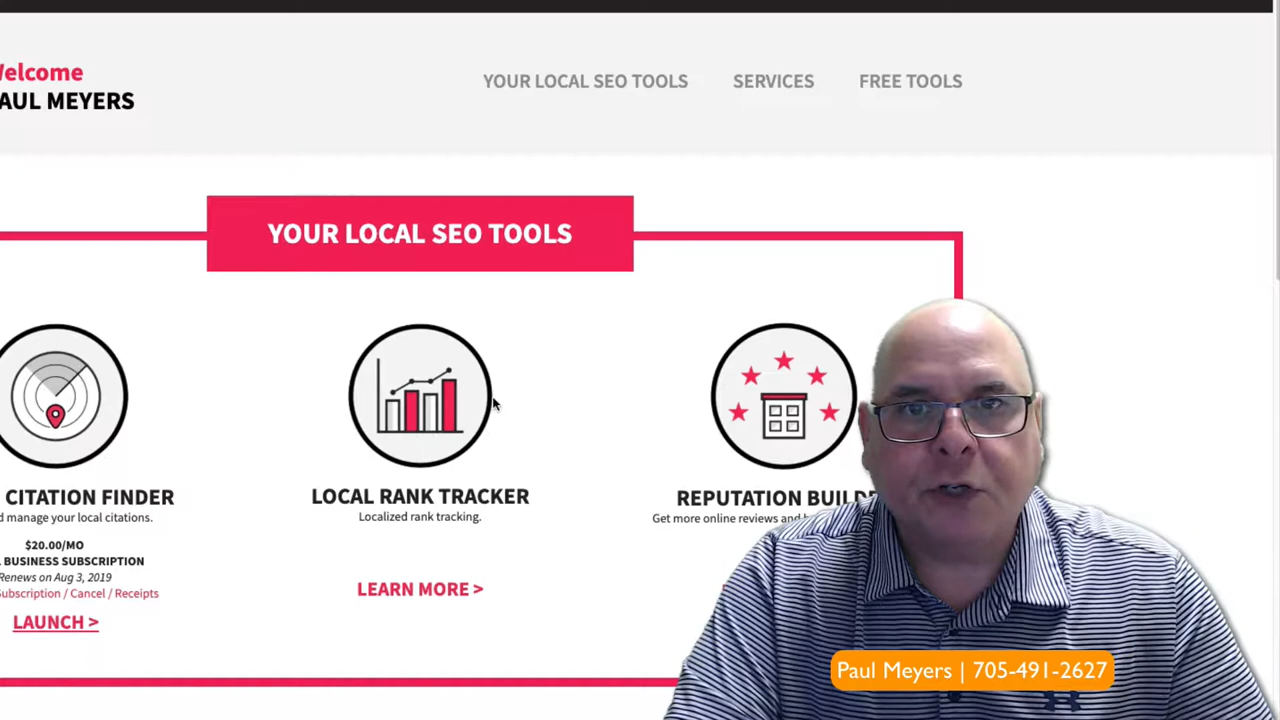 elcome
AUL MEYERS
YOUR LOCAL SEO TOOLS
SERVICES
FREE TOOLS
YOUR LOCAL SEO TOOLS
CITATION FINDER
d manage your local citations.
$20.00/MO
BUSINESS SUBSCRIPTION
Renews on Aug 3, 2019
Subscription / Cancel / Receipts
LAUNCH >
LOCAL RANK TRACKER
Localized rank tracking.
LEARN MORE >
REPUTATION BUILD
Get more online reviews and
Paul Meyers | 705-491-2627